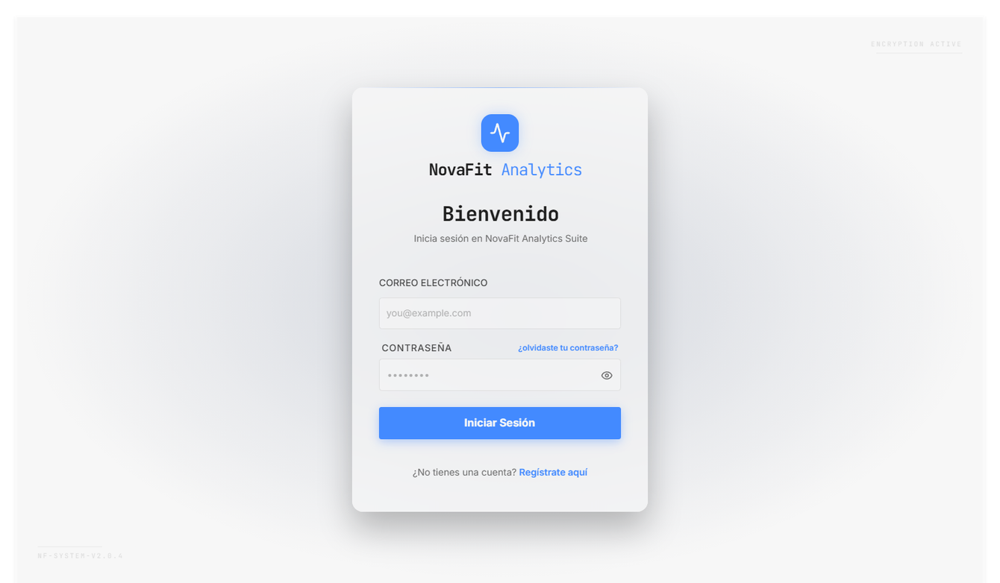 ENCRYPTION ACTIVE
NovaFit Analytics
Bienvenido
Inicia sesión en NovaFit Analytics Suite
CORREO ELECTRÓNICO
you@example.com
CONTRASEÑA ¿olvidaste tu contraseña?
••••••••
Iniciar Sesión
¿No tienes una cuenta? Regístrate aquí
NF-SYSTEM-V2.0.4